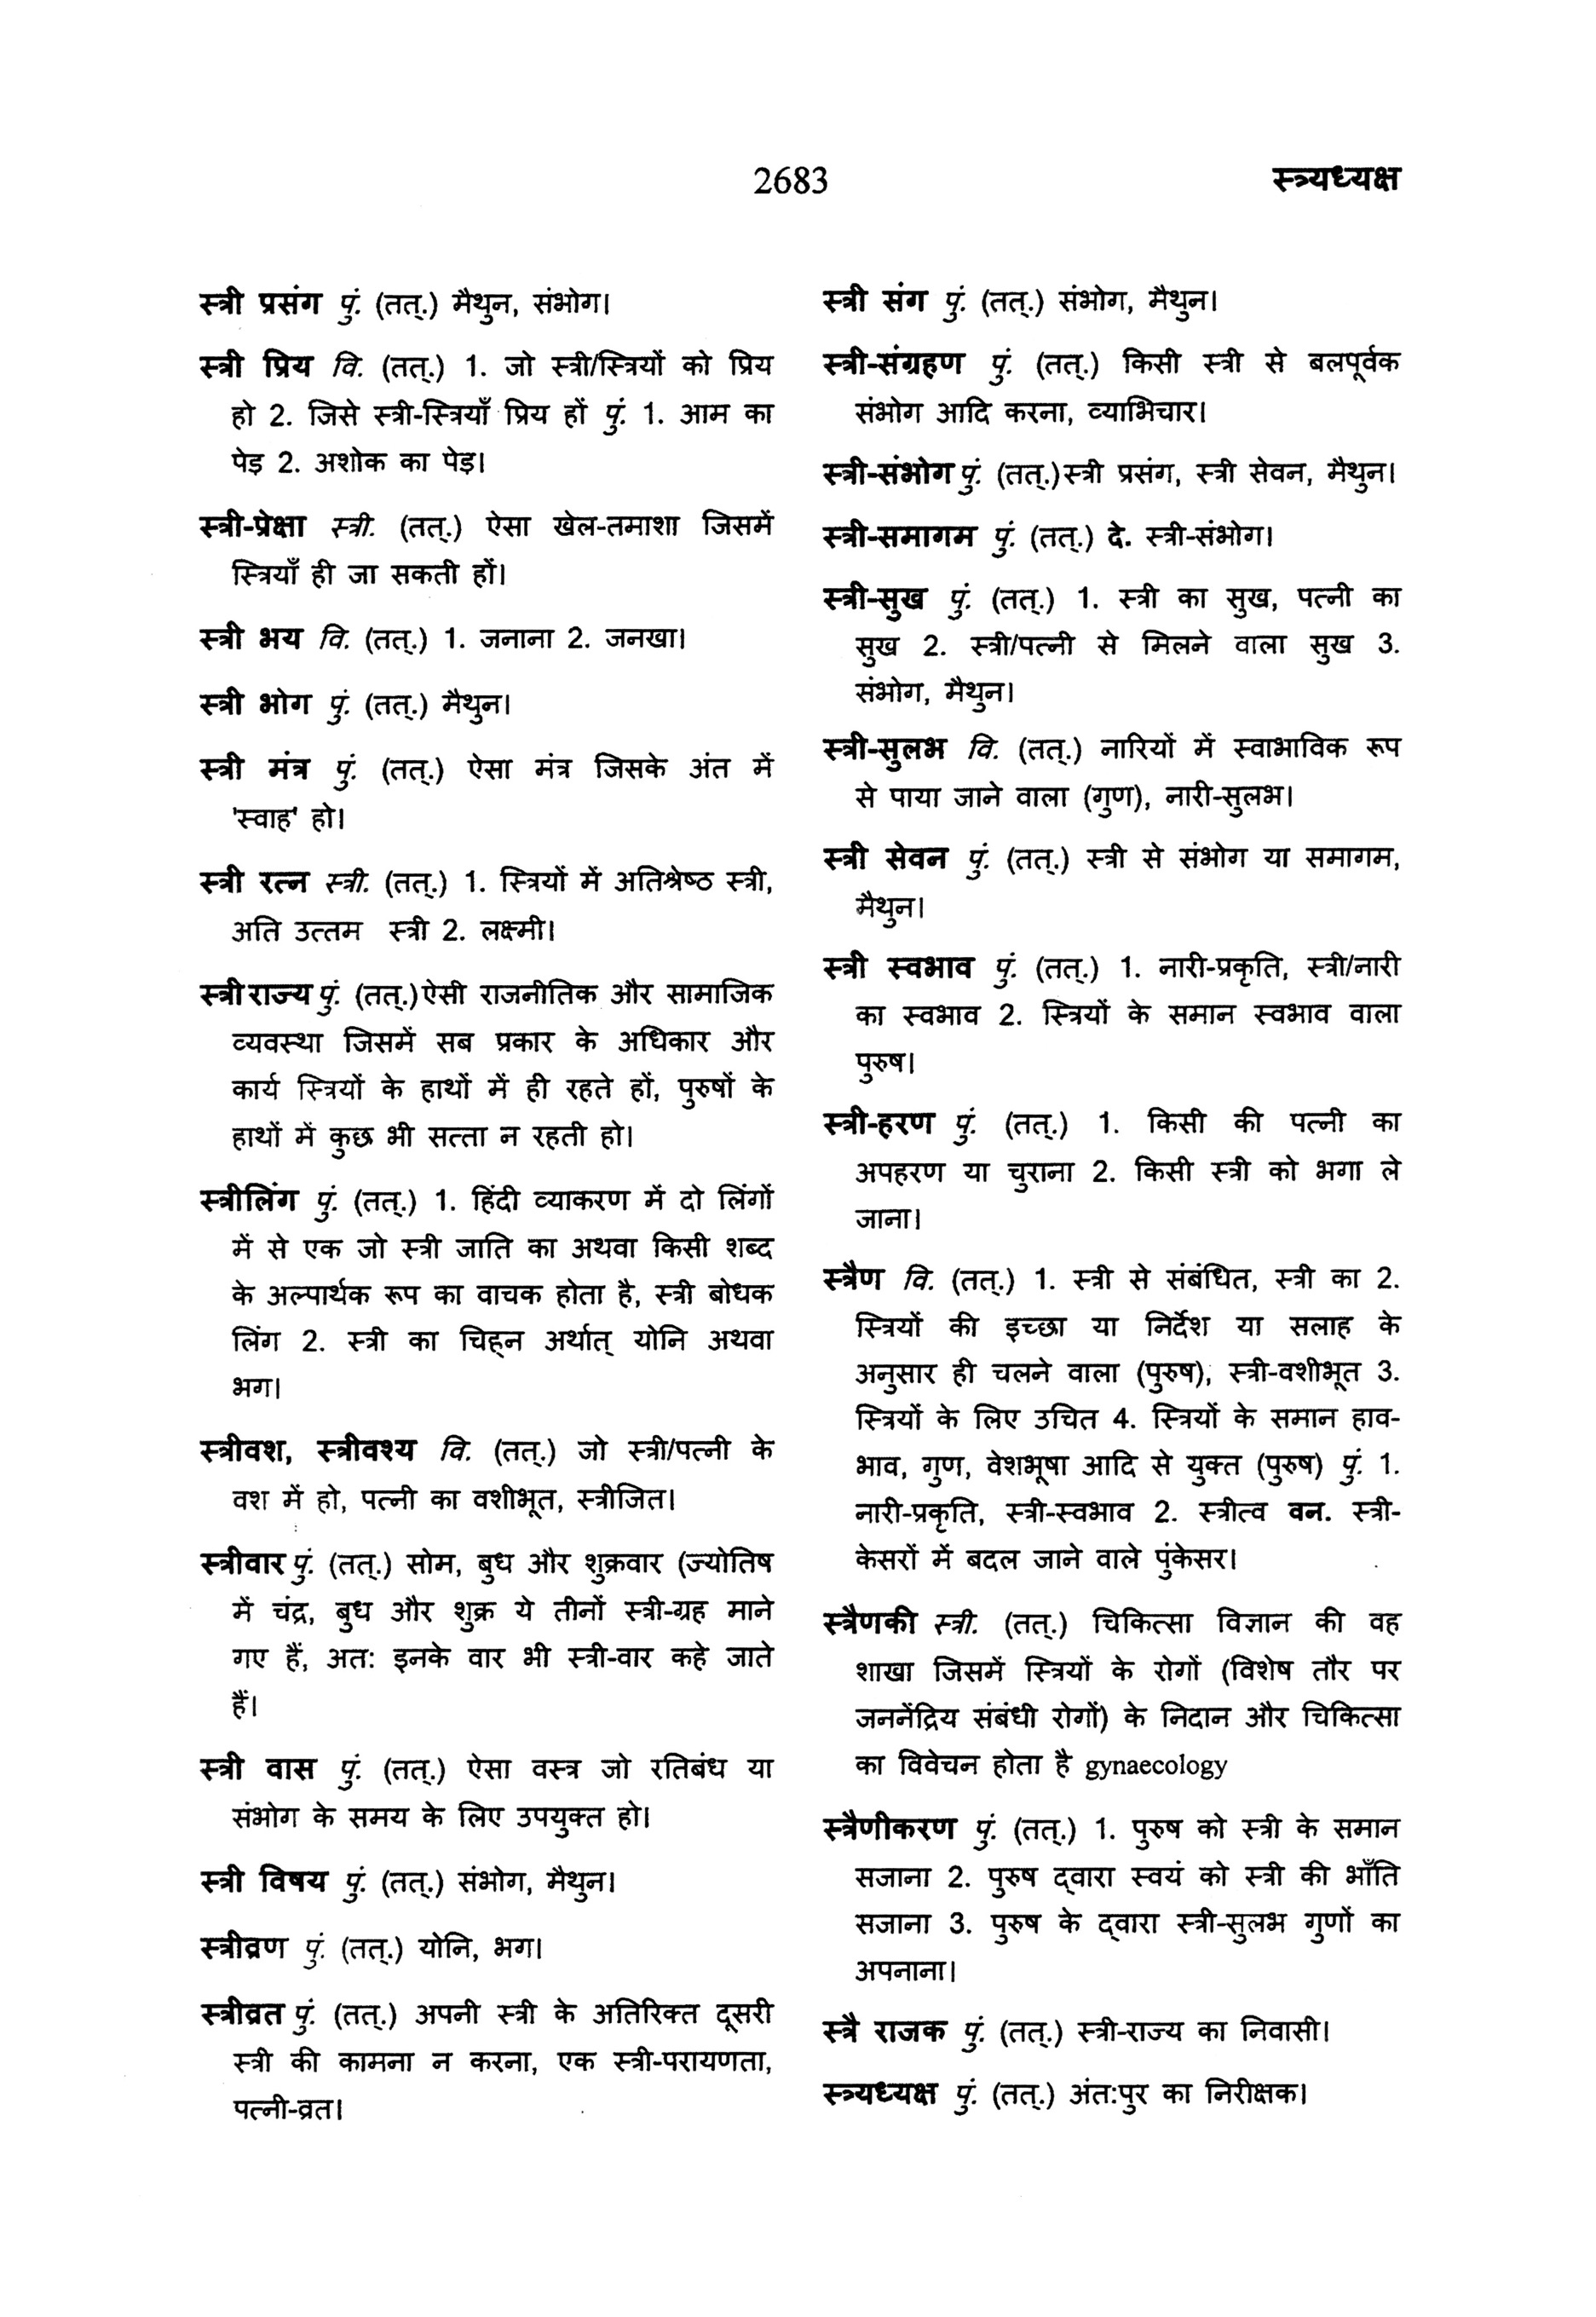 2683
स्त्र्यध्यक्ष
स्त्री प्रसंग पुं. (तत्.) मैथुन, संभोग।
स्त्री प्रिय वि. (तत्.) 1. जो स्त्री/स्त्रियों को प्रिय
हो 2. जिसे स्त्री-स्त्रियाँ प्रिय हों पुं. 1. आम का
पेड़ 2. अशोक का पेड़।
स्त्री-प्रेक्षा स्त्री. (तत्.) ऐसा खेल-तमाशा जिसमें
स्त्रियाँ ही जा सकती हों।
स्त्री भय वि. (तत्.) 1. जनाना 2. जनखा।
स्त्री भोग पुं. (तत्.) मैथुन।
स्त्री मंत्र पुं. (तत्.) ऐसा मंत्र जिसके अंत में
'स्वाह' हो।
स्त्री रत्न स्त्री. (तत्.) 1. स्त्रियों में अतिश्रेष्ठ स्त्री,
अति उत्तम स्त्री 2. लक्ष्मी।
स्त्री राज्य पुं. (तत्.) ऐसी राजनीतिक और सामाजिक
व्यवस्था जिसमें सब प्रकार के अधिकार और
कार्य स्त्रियों के हाथों में ही रहते हों, पुरुषों के
हाथों में कुछ भी सत्ता न रहती हो।
स्त्रीलिंग पुं. (तत्.) 1. हिंदी व्याकरण में दो लिंगों
में से एक जो स्त्री जाति का अथवा किसी शब्द
के अल्पार्थक रूप का वाचक होता है, स्त्री बोधक
लिंग 2. स्त्री का चिह्न अर्थात् योनि अथवा
भग।
स्त्रीवश, स्त्रीवश्य वि. (तत्.) जो स्त्री/पत्नी के
वश में हो, पत्नी का वशीभूत, स्त्रीजित।
स्त्रीवार पुं. (तत्.) सोम, बुध और शुक्रवार (ज्योतिष
में चंद्र, बुध और शुक्र ये तीनों स्त्री-ग्रह माने
गए हैं, अत: इनके वार भी स्त्री-वार कहे जाते
हैं।
स्त्री वास पुं. (तत्.) ऐसा वस्त्र जो रतिबंध या
संभोग के समय के लिए उपयुक्त हो।
स्त्री विषय पुं. (तत्.) संभोग, मैथुन।
स्त्रीव्रण पुं. (तत्.) योनि, भग।
स्त्रीव्रत पुं. (तत्.) अपनी स्त्री के अतिरिक्त दूसरी
स्त्री की कामना न करना, एक स्त्री-परायणता,
पत्नी-व्रत।
स्त्री संग पुं. (तत्.) संभोग, मैथुन।
स्त्री-संग्रहण पुं. (तत्.) किसी स्त्री से बलपूर्वक
संभोग आदि करना, व्याभिचार।
स्त्री-संभोग पुं. (तत्.) स्त्री प्रसंग, स्त्री सेवन, मैथुन।
स्त्री-समागम पुं. (तत्.) दे. स्त्री-संभोग।
स्त्री-सुख पुं. (तत्.) 1. स्त्री का सुख, पत्नी का
सुख 2. स्त्री/पत्नी से मिलने वाला सुख 3.
संभोग, मैथुन।
स्त्री-सुलभ वि. (तत्.) नारियों में स्वाभाविक रूप
से पाया जाने वाला (गुण), नारी-सुलभ।
स्त्री सेवन पुं. (तत्.) स्त्री से संभोग या समागम,
मैथुन।
स्त्री स्वभाव पुं. (तत्.) 1. नारी-प्रकृति, स्त्री/नारी
का स्वभाव 2. स्त्रियों के समान स्वभाव वाला
पुरुष।
स्त्री-हरण पुं. (तत्.) 1. किसी की पत्नी का
अपहरण या चुराना 2. किसी स्त्री को भगा ले
जाना।
स्त्रैण वि. (तत्.) 1. स्त्री से संबंधित, स्त्री का 2.
स्त्रियों की इच्छा या निर्देश या सलाह के
अनुसार ही चलने वाला (पुरुष), स्त्री-वशीभूत 3.
स्त्रियों के लिए उचित 4. स्त्रियों के समान हाव-
भाव, गुण, वेशभूषा आदि से युक्त (पुरुष) पुं. 1.
नारी-प्रकृति, स्त्री-स्वभाव 2. स्त्रीत्व वन. स्त्री-
केसरों में बदल जाने वाले पुंकेसर।
स्त्रैणकी स्त्री. (तत्.) चिकित्सा विज्ञान की वह
शाखा जिसमें स्त्रियों के रोगों (विशेष तौर पर
जननेंद्रिय संबंधी रोगों) के निदान और चिकित्सा
का विवेचन होता है gynaecology
स्त्रैणीकरण पुं. (तत्.) 1. पुरुष को स्त्री के समान
सजाना 2. पुरुष द्वारा स्वयं को स्त्री की भाँति
सजाना 3. पुरुष के द्वारा स्त्री-सुलभ गुणों का
अपनाना।
स्त्रै राजक पुं. (तत्.) स्त्री-राज्य का निवासी।
स्त्र्यध्यक्ष पुं. (तत्.) अंत:पुर का निरीक्षक।